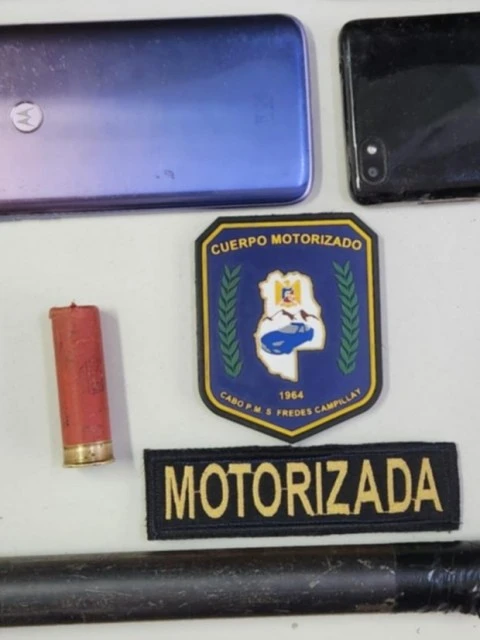 CUERPO MOTORIZADO
1964
CABO P.M. S FREDES CAMPILLAY
MOTORIZADA